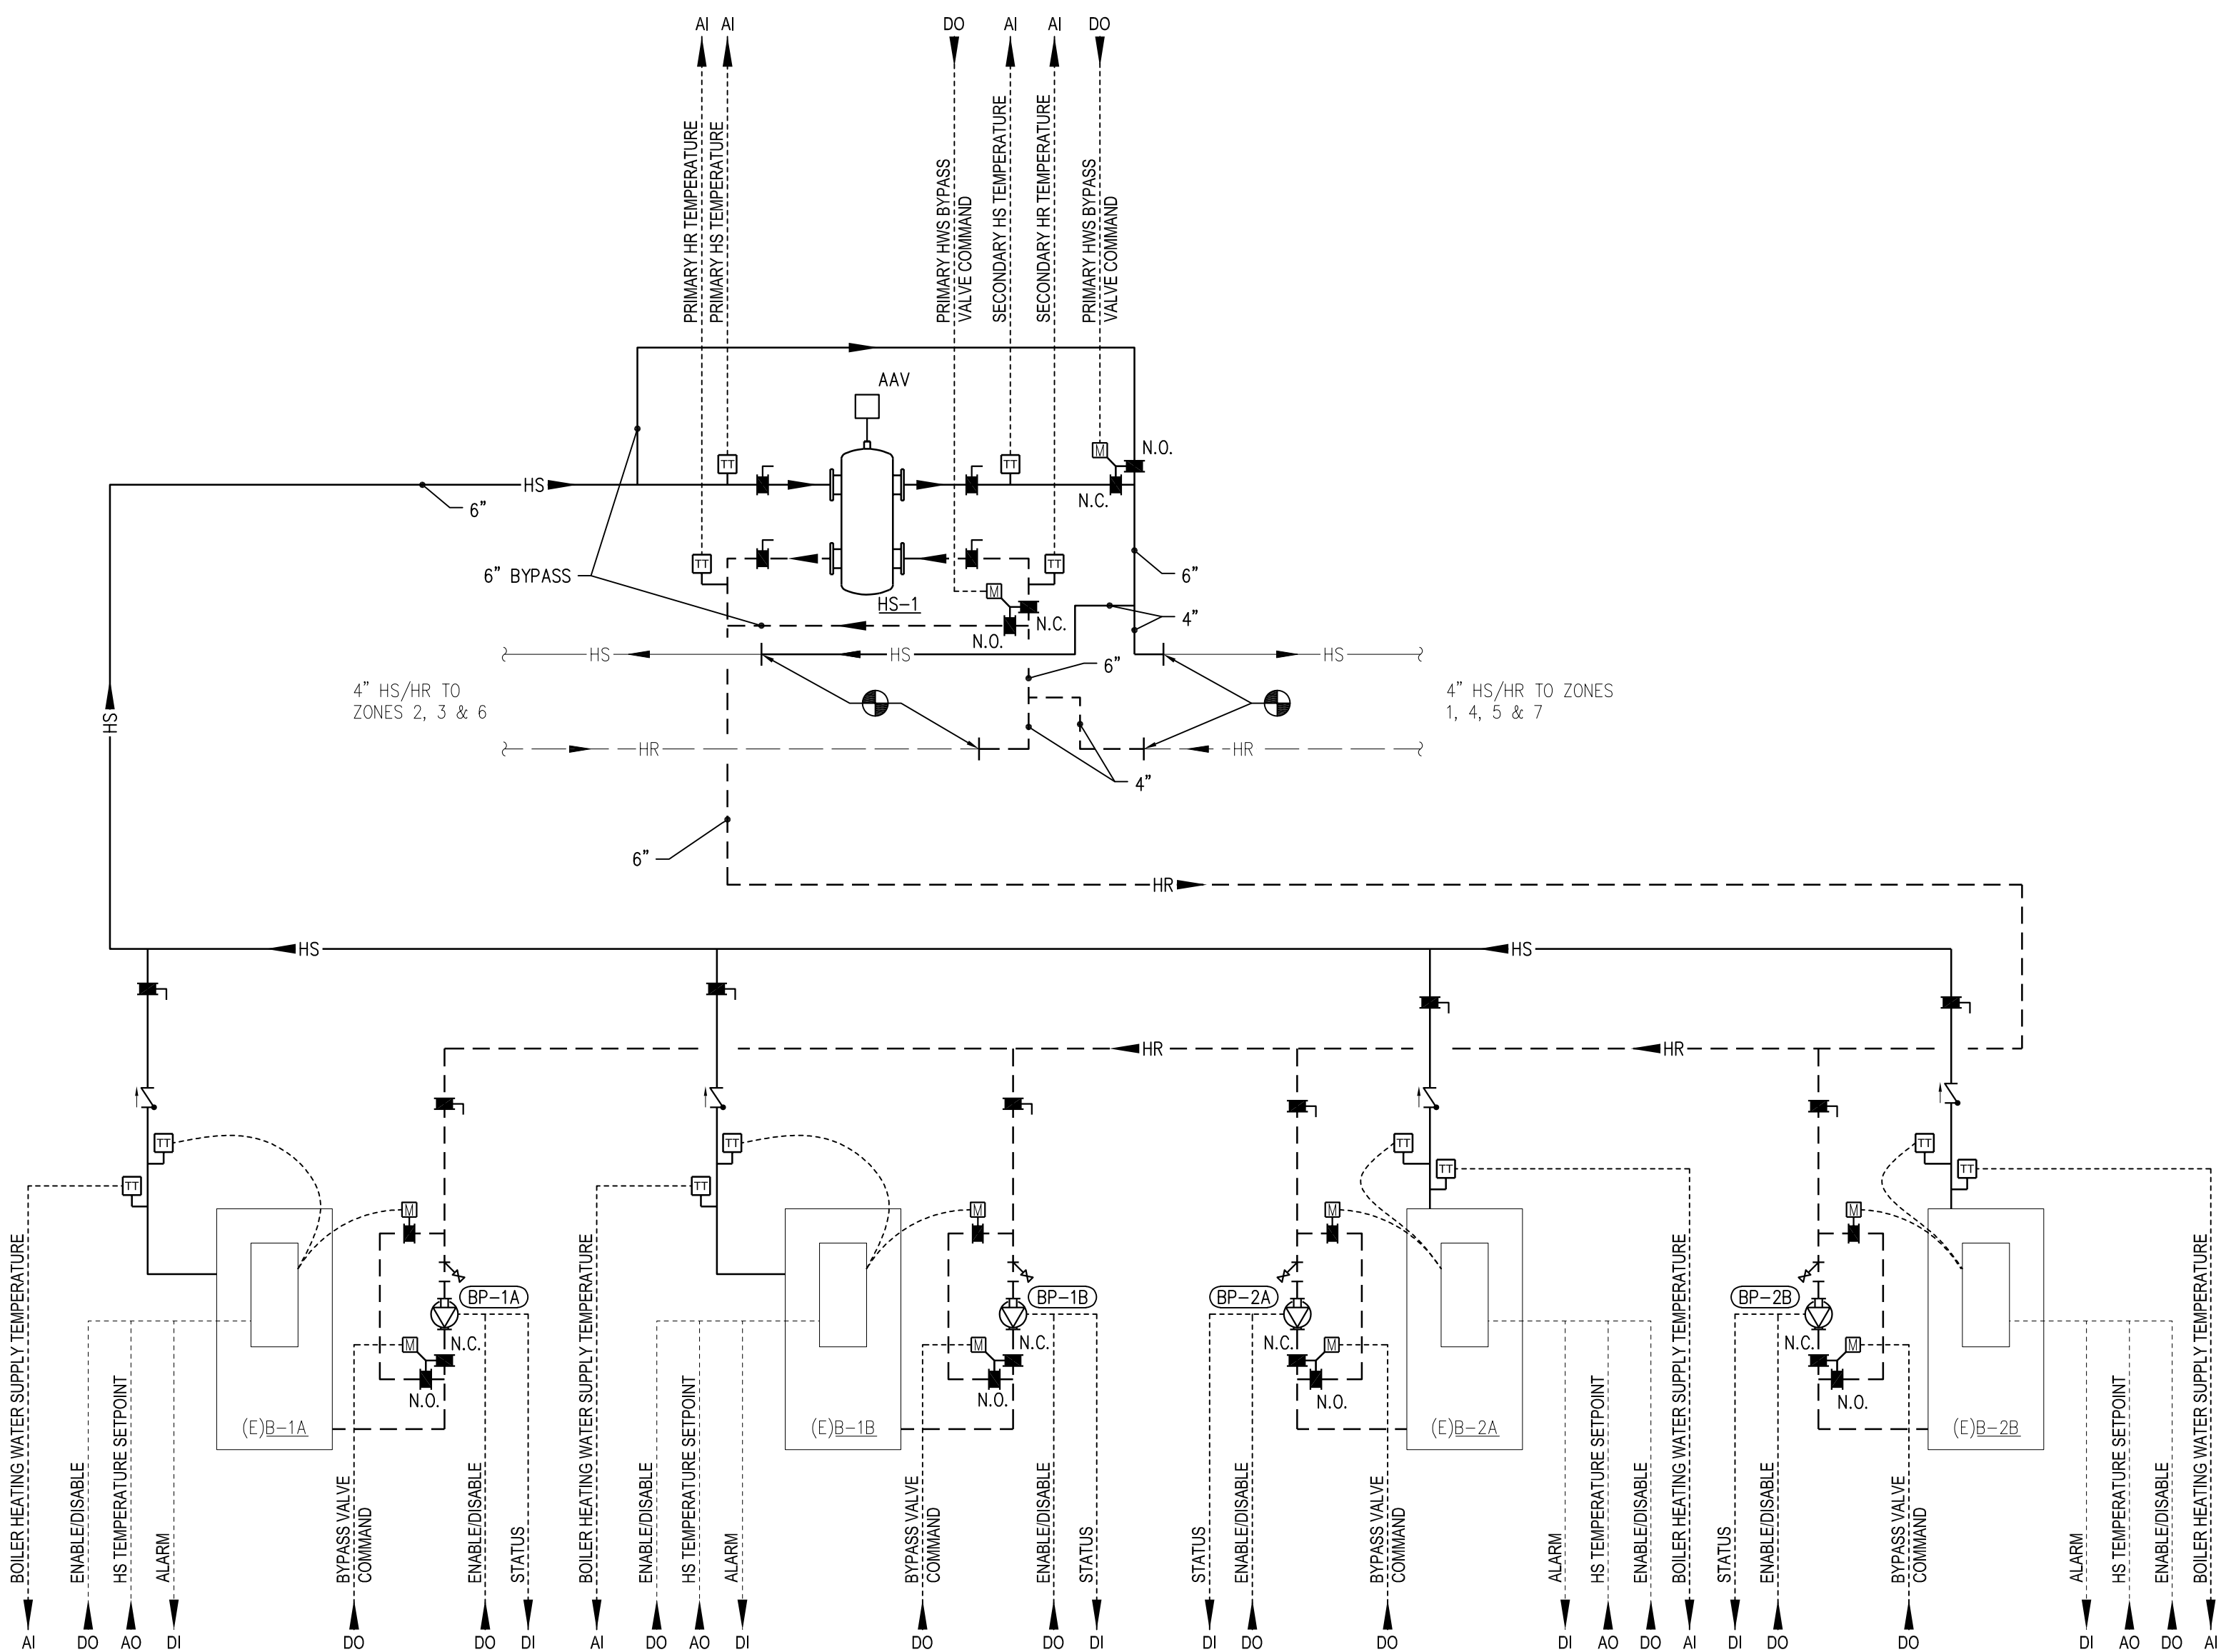 AI
AI
DO
AI
AI
DO
PRIMARY HR TEMPERATURE
PRIMARY HS TEMPERATURE
PRIMARY HWS BYPASS
VALVE COMMAND
SECONDARY HS TEMPERATURE
SECONDARY HR TEMPERATURE
PRIMARY HWS BYPASS
VALVE COMMAND
AAV
M
N.O.
TT
TT
HS
6"
N.C.
TT
TT
6" BYPASS
M
6"
HS-1
N.C.
4"
N.O.
HS
HS
HS
6"
4" HS/HR TO
ZONES 2, 3 & 6
4" HS/HR TO ZONES
1, 4, 5 & 7
HS
HR
HR
4"
6"
HR
HS
HS
HR
HR
TT
TT
TT
TT
TT
TT
TT
TT
M
M
M
M
BP-1A
BP-1B
BP-2A
BP-2B
M
N.C.
M
N.C.
N.C.
M
N.C.
M
N.O.
N.O.
N.O.
N.O.
(E)B-1A
(E)B-1B
(E)B-2A
(E)B-2B
BOILER HEATING WATER SUPPLY TEMPERATURE
ENABLE/DISABLE
HS TEMPERATURE SETPOINT
ALARM
BYPASS VALVE
COMMAND
ENABLE/DISABLE
STATUS
BOILER HEATING WATER SUPPLY TEMPERATURE
ENABLE/DISABLE
HS TEMPERATURE SETPOINT
ALARM
BYPASS VALVE
COMMAND
ENABLE/DISABLE
STATUS
STATUS
ENABLE/DISABLE
BYPASS VALVE
COMMAND
ALARM
HS TEMPERATURE SETPOINT
ENABLE/DISABLE
BOILER HEATING WATER SUPPLY TEMPERATURE
STATUS
ENABLE/DISABLE
BYPASS VALVE
COMMAND
ALARM
HS TEMPERATURE SETPOINT
ENABLE/DISABLE
BOILER HEATING WATER SUPPLY TEMPERATURE
AI
DO
AO
DI
DO
DO
DI
AI
DO
AO
DI
DO
DO
DI
DI
DO
DO
DI
AO
DO
AI
DI
DO
DO
DI
AO
DO
AI